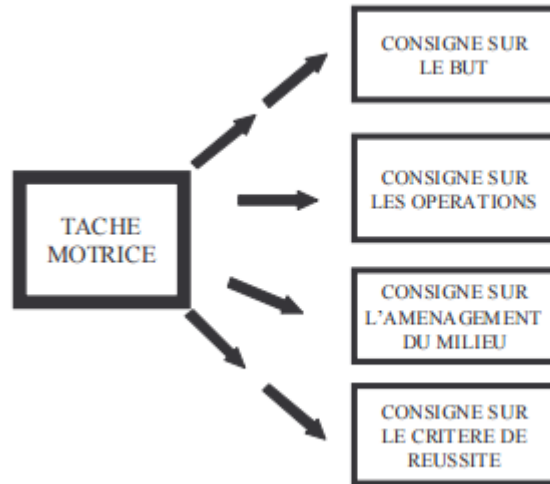 TACHE
MOTRICE
CONSIGNE SUR
LE BUT
CONSIGNE SUR
LES OPERATIONS
CONSIGNE SUR
L'AMENAGEMENT
DU MILIEU
CONSIGNE SUR
LE CRITERE DE
REUSSITE